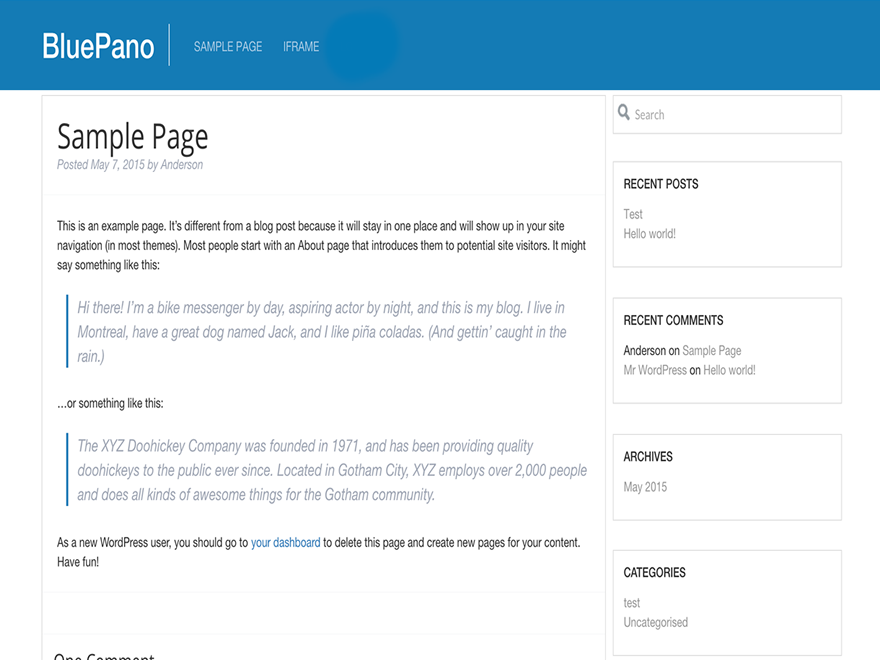 BluePano
SAMPLE PAGE
IFRAME
Sample Page
Posted May 7, 2015 by Anderson
This is an example page. It's different from a blog post because it will stay in one place and will show up in your site
navigation (in most themes). Most people start with an About page that introduces them to potential site visitors. It might
say something like this:
Hi there! I'm a bike messenger by day, aspiring actor by night, and this is my blog. I live in
Montreal, have a great dog named Jack, and I like piña coladas. (And gettin' caught in the
rain.)
…or something like this:
The XYZ Doohickey Company was founded in 1971, and has been providing quality
doohickeys to the public ever since. Located in Gotham City, XYZ employs over 2,000 people
and does all kinds of awesome things for the Gotham community.
As a new WordPress user, you should go to your dashboard to delete this page and create new pages for your content.
Have fun!
One Comment
Search
RECENT POSTS
Test
Hello world!
RECENT COMMENTS
Anderson on Sample Page
Mr WordPress on Hello world!
ARCHIVES
May 2015
CATEGORIES
test
Uncategorised